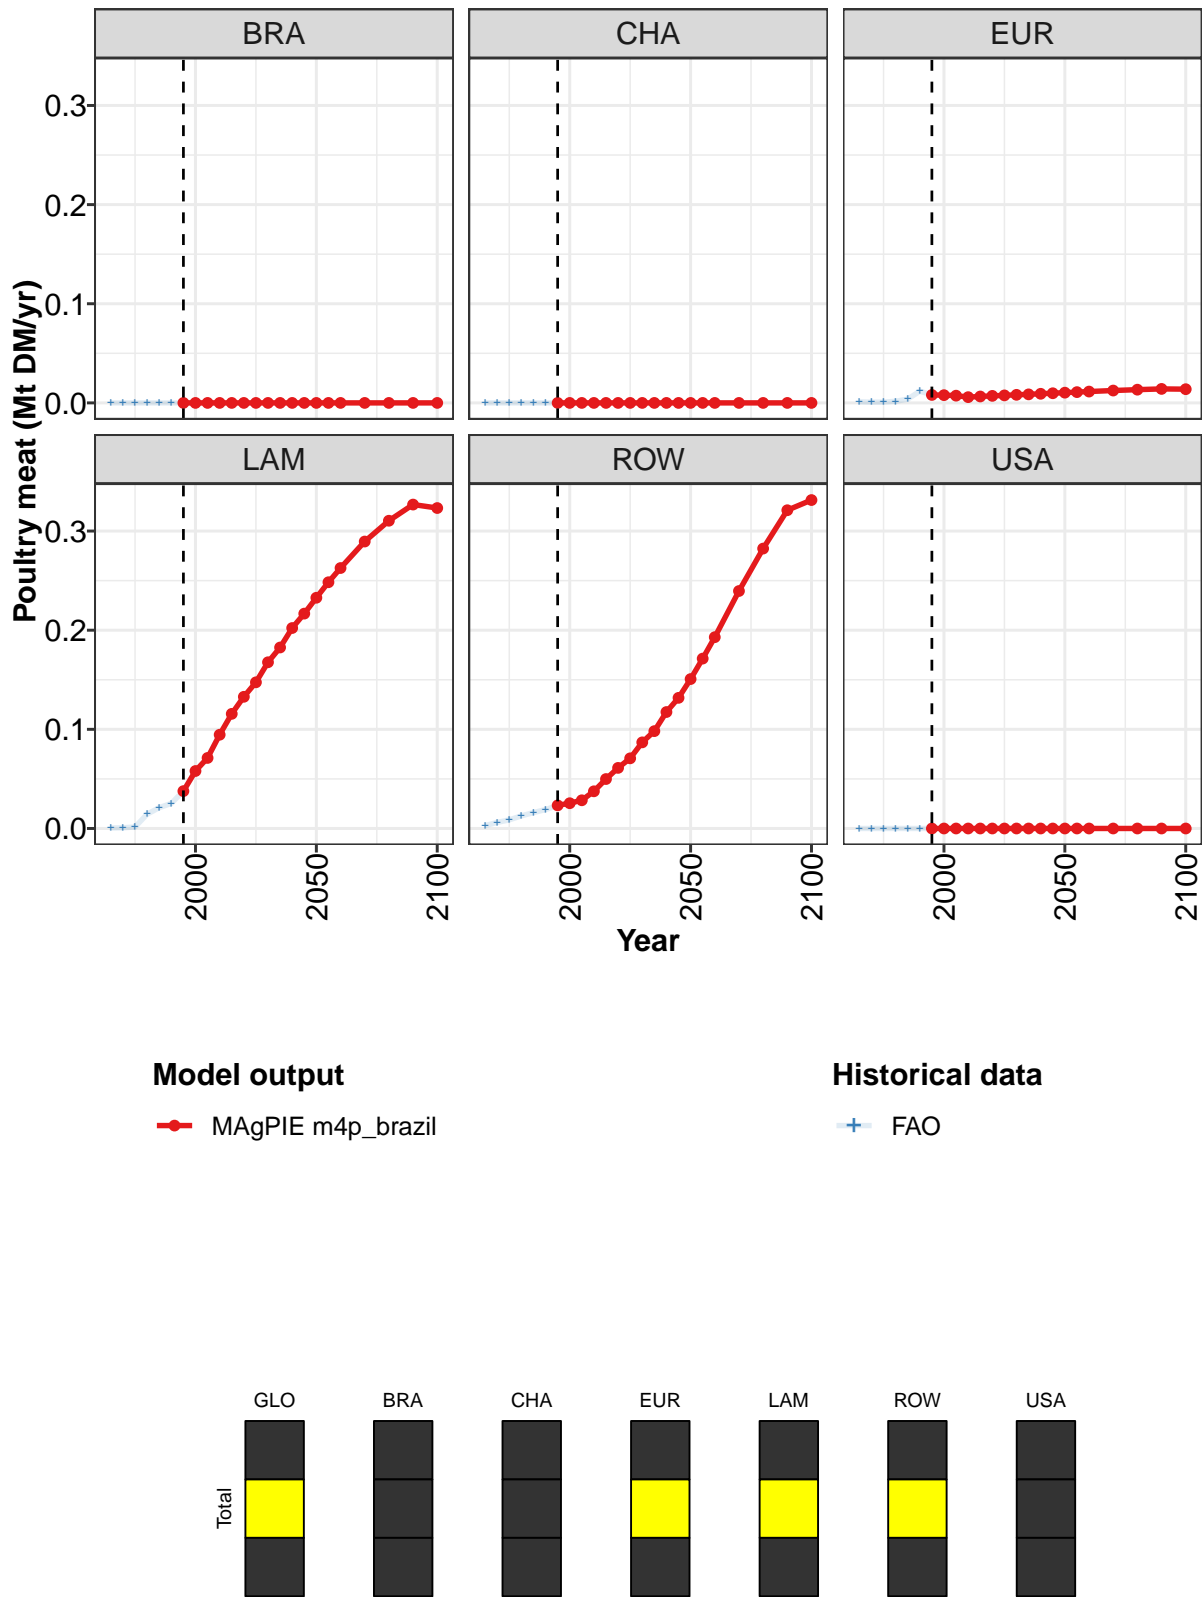 BRA CHA EUR
0.3
0.2
0.1
0.0
Poultry meat (Mt DM/yr)
LAM ROW USA
0.3
0.2
0.1
0.0
2000 2050 2100 2000 2050 2100 2000 2050 2100
Year
Model output Historical data
MAgPIE m4p_brazil FAO
GLO BRA CHA EUR LAM ROW USA
Total